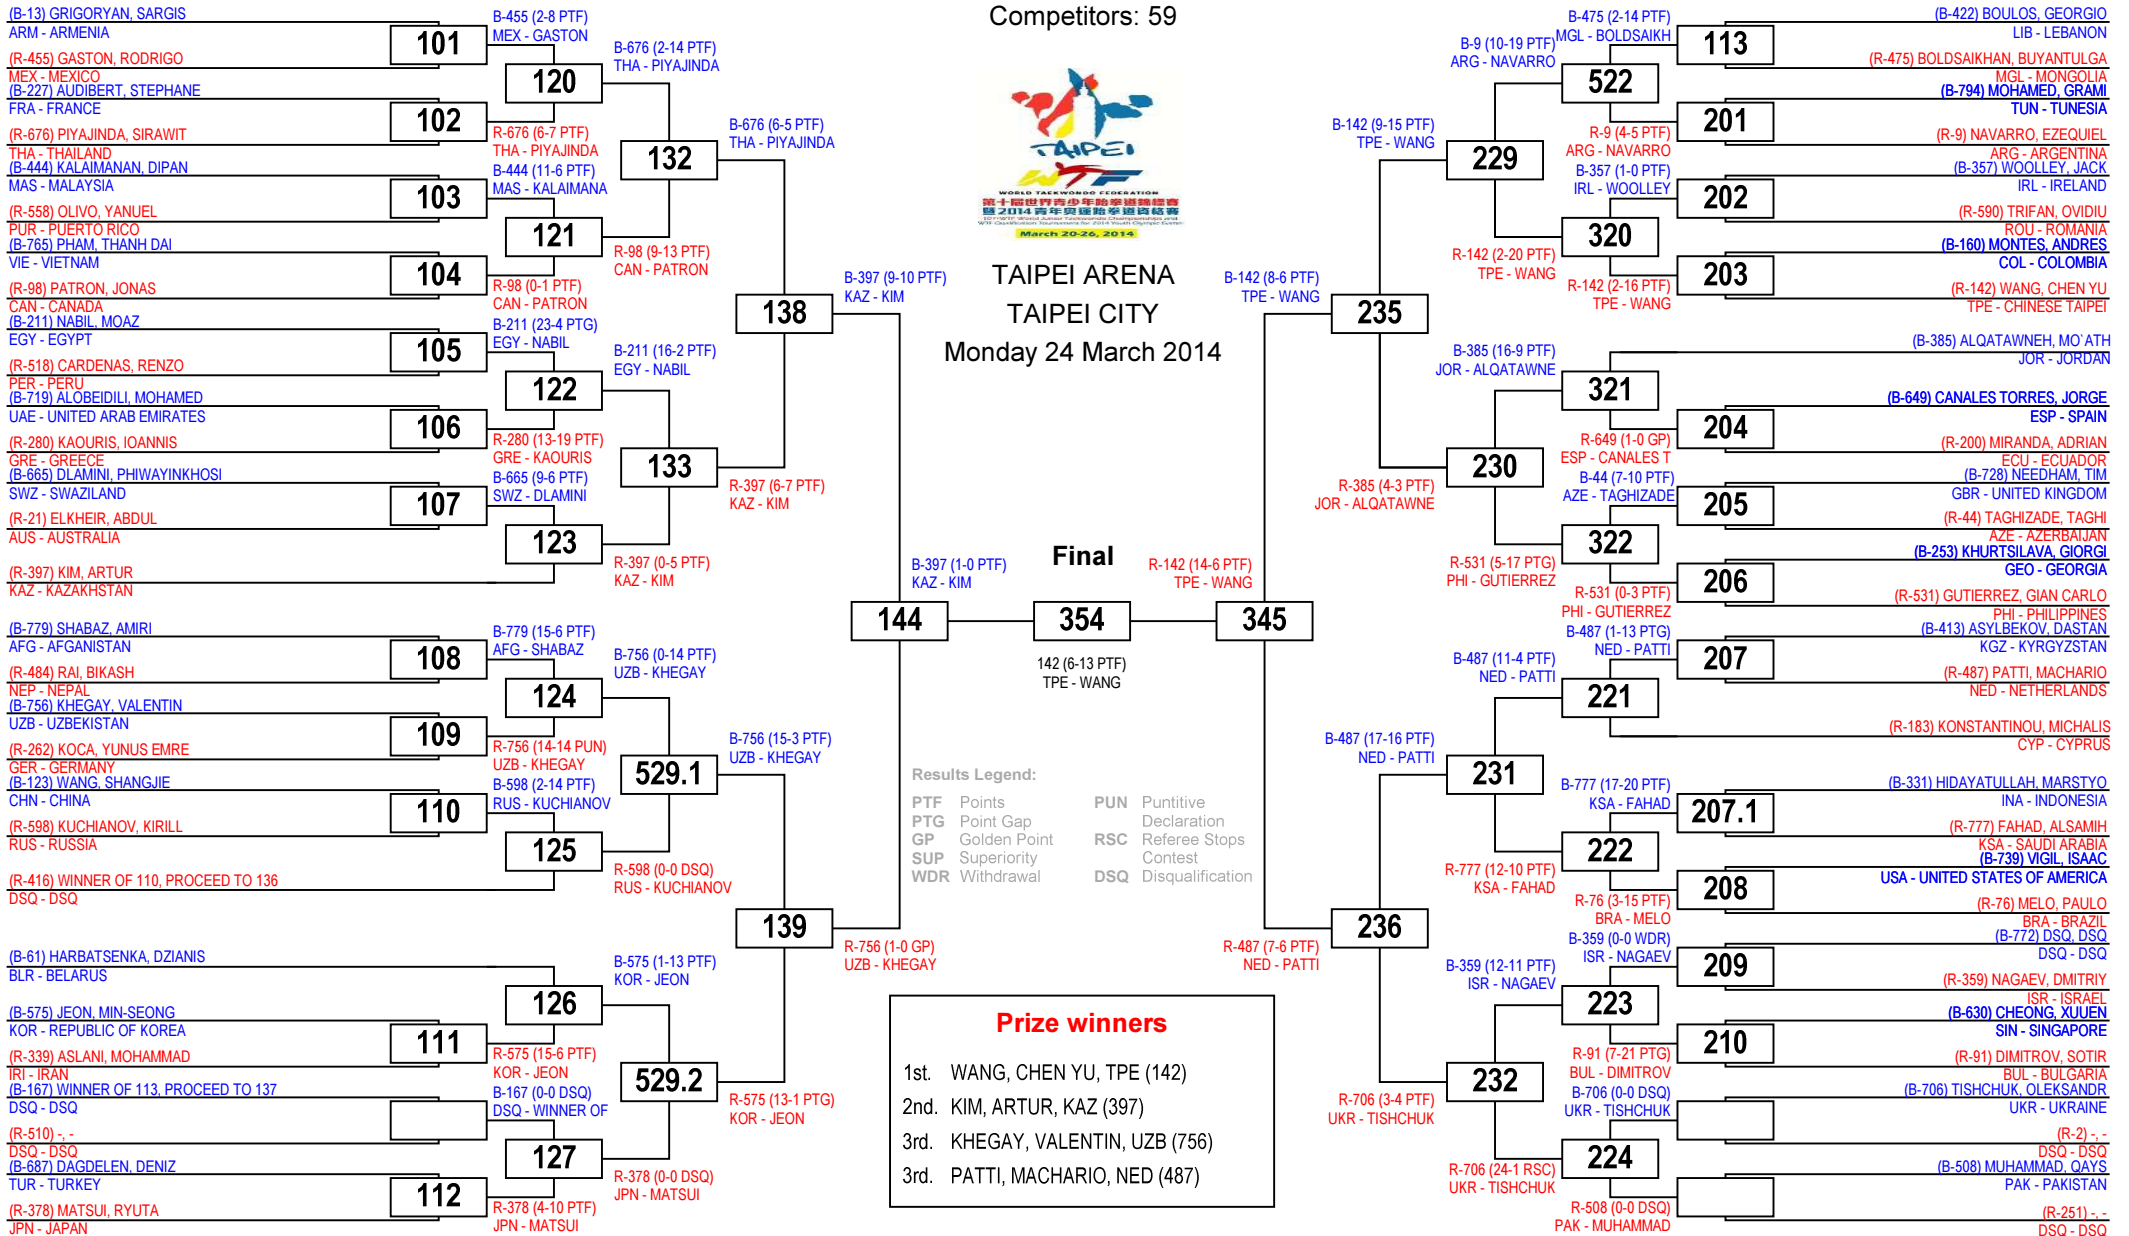 Competitors: 59
TAIPEI
WTF
WORLD TAEKWONDO FEDERATION
第十屆世界青少年跆拳道錦標賽
暨2014青年奧運跆拳道資格賽
March 20-26, 2014
TAIPEI ARENA
TAIPEI CITY
Monday 24 March 2014
(B-13) GRIGORYAN, SARGIS
ARM - ARMENIA
(R-455) GASTON, RODRIGO
MEX - MEXICO
(B-227) AUDIBERT, STEPHANE
FRA - FRANCE
(R-676) PIYAJINDA, SIRAWIT
THA - THAILAND
(B-444) KALAIMANAN, DIPAN
MAS - MALAYSIA
(R-558) OLIVO, YANUEL
PUR - PUERTO RICO
(B-765) PHAM, THANH DAI
VIE - VIETNAM
(R-98) PATRON, JONAS
CAN - CANADA
(B-211) NABIL, MOAZ
EGY - EGYPT
(R-518) CARDENAS, RENZO
PER - PERU
(B-719) ALOBEIDILI, MOHAMED
UAE - UNITED ARAB EMIRATES
(R-280) KAOURIS, IOANNIS
GRE - GREECE
(B-665) DLAMINI, PHIWAYINKHOSI
SWZ - SWAZILAND
(R-21) ELKHEIR, ABDUL
AUS - AUSTRALIA
(R-397) KIM, ARTUR
KAZ - KAZAKHSTAN
(B-779) SHABAZ, AMIRI
AFG - AFGANISTAN
(R-484) RAI, BIKASH
NEP - NEPAL
(B-756) KHEGAY, VALENTIN
UZB - UZBEKISTAN
(R-262) KOCA, YUNUS EMRE
GER - GERMANY
(B-123) WANG, SHANGJIE
CHN - CHINA
(R-598) KUCHIANOV, KIRILL
RUS - RUSSIA
(R-416) WINNER OF 110, PROCEED TO 136
DSQ - DSQ
(B-61) HARBATSENKA, DZIANIS
BLR - BELARUS
(B-575) JEON, MIN-SEONG
KOR - REPUBLIC OF KOREA
(R-339) ASLANI, MOHAMMAD
IRI - IRAN
(B-167) WINNER OF 113, PROCEED TO 137
DSQ - DSQ
(R-510) -, -
DSQ - DSQ
(B-687) DAGDELEN, DENIZ
TUR - TURKEY
(R-378) MATSUI, RYUTA
JPN - JAPAN
101
102
103
104
105
106
107
108
109
110
111
112
B-455 (2-8 PTF)
MEX - GASTON
R-676 (6-7 PTF)
THA - PIYAJINDA
B-444 (11-6 PTF)
MAS - KALAIMANA
R-98 (0-1 PTF)
CAN - PATRON
B-211 (23-4 PTG)
EGY - NABIL
R-280 (13-19 PTF)
GRE - KAOURIS
B-665 (9-6 PTF)
SWZ - DLAMINI
B-779 (15-6 PTF)
AFG - SHABAZ
R-756 (14-14 PUN)
UZB - KHEGAY
B-598 (2-14 PTF)
RUS - KUCHIANOV
R-575 (15-6 PTF)
KOR - JEON
B-167 (0-0 DSQ)
DSQ - WINNER OF
R-378 (4-10 PTF)
JPN - MATSUI
120
121
122
123
124
125
126
127
B-676 (2-14 PTF)
THA - PIYAJINDA
R-98 (9-13 PTF)
CAN - PATRON
B-211 (16-2 PTF)
EGY - NABIL
R-397 (0-5 PTF)
KAZ - KIM
B-756 (0-14 PTF)
UZB - KHEGAY
R-598 (0-0 DSQ)
RUS - KUCHIANOV
B-575 (1-13 PTF)
KOR - JEON
R-378 (0-0 DSQ)
JPN - MATSUI
132
133
529.1
529.2
B-676 (6-5 PTF)
THA - PIYAJINDA
R-397 (6-7 PTF)
KAZ - KIM
B-756 (15-3 PTF)
UZB - KHEGAY
R-575 (13-1 PTG)
KOR - JEON
138
139
B-397 (9-10 PTF)
KAZ - KIM
R-756 (1-0 GP)
UZB - KHEGAY
144
B-397 (1-0 PTF)
KAZ - KIM
Final
354
142 (6-13 PTF)
TPE - WANG
R-142 (14-6 PTF)
TPE - WANG
345
B-142 (8-6 PTF)
TPE - WANG
R-487 (7-6 PTF)
NED - PATTI
235
236
B-142 (9-15 PTF)
TPE - WANG
R-385 (4-3 PTF)
JOR - ALQATAWNE
B-487 (17-16 PTF)
NED - PATTI
R-706 (3-4 PTF)
UKR - TISHCHUK
229
230
231
232
B-9 (10-19 PTF)
ARG - NAVARRO
R-142 (2-20 PTF)
TPE - WANG
B-385 (16-9 PTF)
JOR - ALQATAWNE
R-531 (5-17 PTG)
PHI - GUTIERREZ
B-487 (11-4 PTF)
NED - PATTI
R-777 (12-10 PTF)
KSA - FAHAD
B-359 (12-11 PTF)
ISR - NAGAEV
R-706 (24-1 RSC)
UKR - TISHCHUK
522
320
321
322
221
222
223
224
B-475 (2-14 PTF)
MGL - BOLDSAIKH
R-9 (4-5 PTF)
ARG - NAVARRO
B-357 (1-0 PTF)
IRL - WOOLLEY
R-142 (2-16 PTF)
TPE - WANG
R-649 (1-0 GP)
ESP - CANALES T
B-44 (7-10 PTF)
AZE - TAGHIZADE
R-531 (0-3 PTF)
PHI - GUTIERREZ
B-487 (1-13 PTG)
NED - PATTI
B-777 (17-20 PTF)
KSA - FAHAD
R-76 (3-15 PTF)
BRA - MELO
B-359 (0-0 WDR)
ISR - NAGAEV
R-91 (7-21 PTG)
BUL - DIMITROV
B-706 (0-0 DSQ)
UKR - TISHCHUK
R-508 (0-0 DSQ)
PAK - MUHAMMAD
113
201
202
203
204
205
206
207
207.1
208
209
210
(B-422) BOULOS, GEORGIO
LIB - LEBANON
(R-475) BOLDSAIKHAN, BUYANTULGA
MGL - MONGOLIA
(B-794) MOHAMED, GRAMI
TUN - TUNESIA
(R-9) NAVARRO, EZEQUIEL
ARG - ARGENTINA
(B-357) WOOLLEY, JACK
IRL - IRELAND
(R-590) TRIFAN, OVIDIU
ROU - ROMANIA
(B-160) MONTES, ANDRES
COL - COLOMBIA
(R-142) WANG, CHEN YU
TPE - CHINESE TAIPEI
(B-385) ALQATAWNEH, MO`ATH
JOR - JORDAN
(B-649) CANALES TORRES, JORGE
ESP - SPAIN
(R-200) MIRANDA, ADRIAN
ECU - ECUADOR
(B-728) NEEDHAM, TIM
GBR - UNITED KINGDOM
(R-44) TAGHIZADE, TAGHI
AZE - AZERBAIJAN
(B-253) KHURTSILAVA, GIORGI
GEO - GEORGIA
(R-531) GUTIERREZ, GIAN CARLO
PHI - PHILIPPINES
(B-413) ASYLBEKOV, DASTAN
KGZ - KYRGYZSTAN
(R-487) PATTI, MACHARIO
NED - NETHERLANDS
(R-183) KONSTANTINOU, MICHALIS
CYP - CYPRUS
(B-331) HIDAYATULLAH, MARSTYO
INA - INDONESIA
(R-777) FAHAD, ALSAMIH
KSA - SAUDI ARABIA
(B-739) VIGIL, ISAAC
USA - UNITED STATES OF AMERICA
(R-76) MELO, PAULO
BRA - BRAZIL
(B-772) DSQ, DSQ
DSQ - DSQ
(R-359) NAGAEV, DMITRIY
ISR - ISRAEL
(B-630) CHEONG, XUUEN
SIN - SINGAPORE
(R-91) DIMITROV, SOTIR
BUL - BULGARIA
(B-706) TISHCHUK, OLEKSANDR
UKR - UKRAINE
(R-2) -, -
DSQ - DSQ
(B-508) MUHAMMAD, QAYS
PAK - PAKISTAN
(R-251) -, -
DSQ - DSQ
Results Legend:
PTF Points
PTG Point Gap
GP Golden Point
SUP Superiority
WDR Withdrawal
PUN Puntitive
Declaration
RSC Referee Stops
Contest
DSQ Disqualification
Prize winners
1st. WANG, CHEN YU, TPE (142)
2nd. KIM, ARTUR, KAZ (397)
3rd. KHEGAY, VALENTIN, UZB (756)
3rd. PATTI, MACHARIO, NED (487)